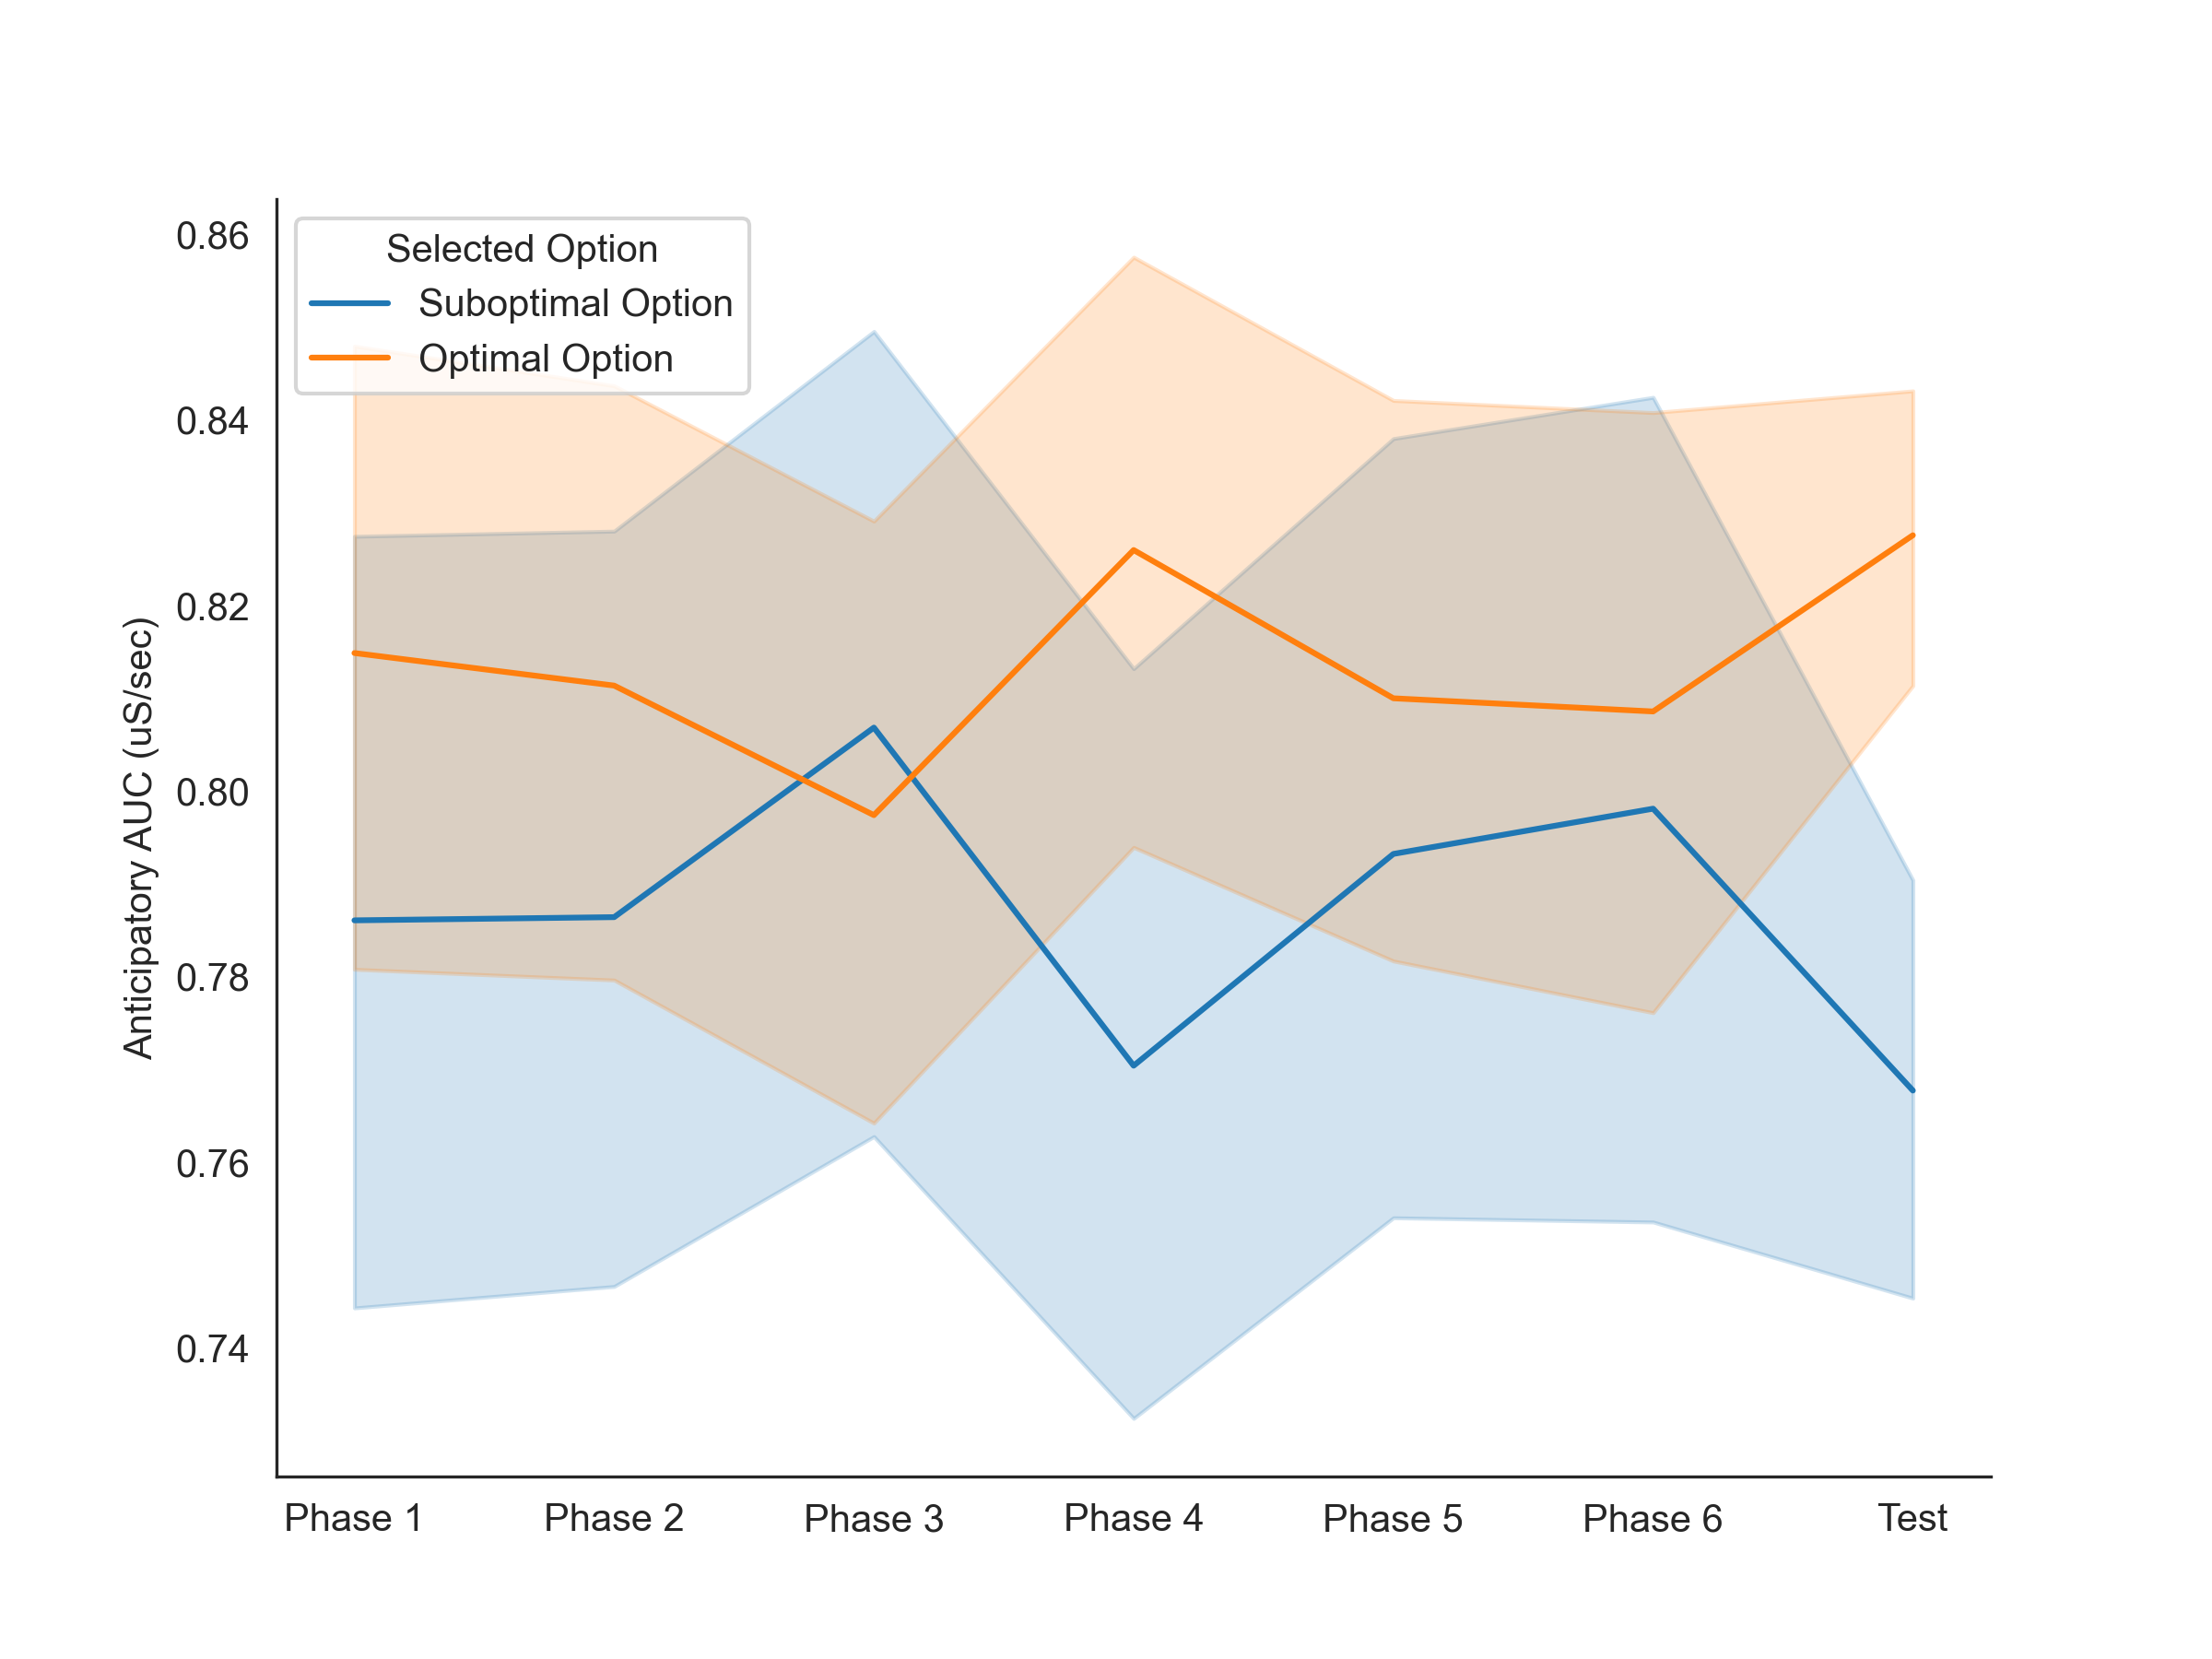 0.86
0.84
0.82
0.80
0.78
0.76
0.74
Anticipatory AUC (uS/sec)
Selected Option
Suboptimal Option
Optimal Option
Phase 1
Phase 2
Phase 3
Phase 4
Phase 5
Phase 6
Test